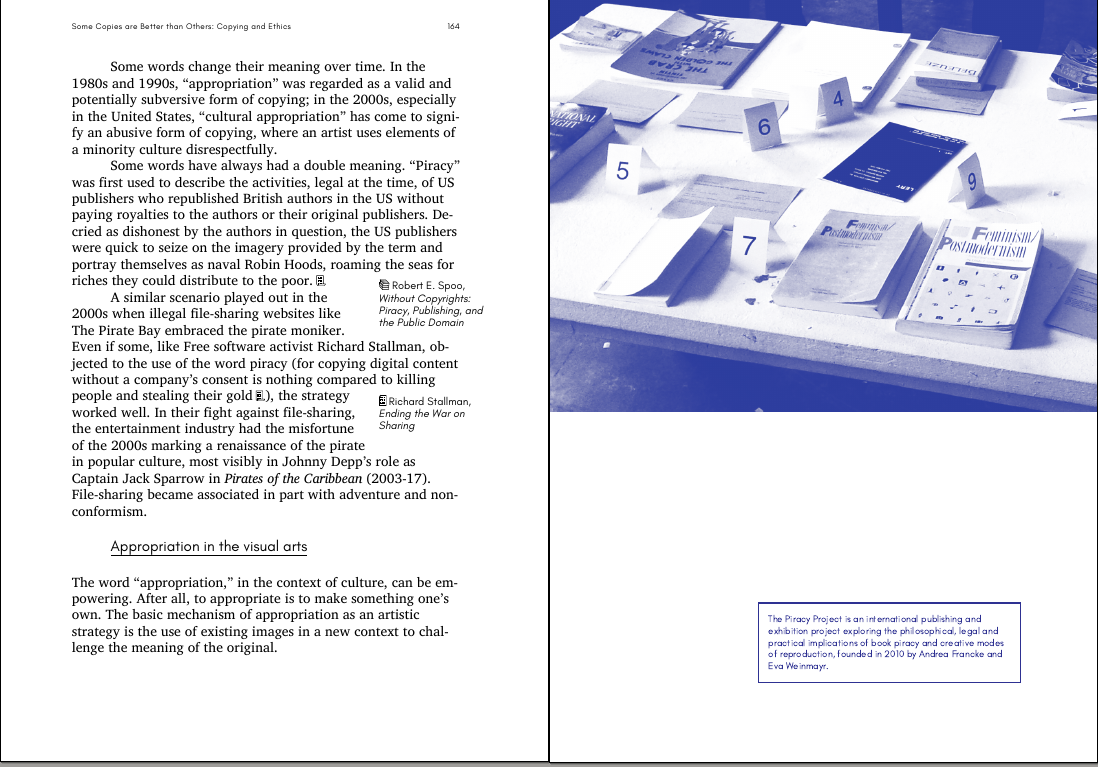 Some Copies are Better than Others: Copying and Ethics
164
Some words change their meaning over time. In the
1980s and 1990s, “appropriation” was regarded as a valid and
potentially subversive form of copying; in the 2000s, especially
in the United States, “cultural appropriation” has come to signi-
fy an abusive form of copying, where an artist uses elements of
a minority culture disrespectfully.
Some words have always had a double meaning. “Piracy”
was first used to describe the activities, legal at the time, of US
publishers who republished British authors in the US without
paying royalties to the authors or their original publishers. De-
cried as dishonest by the authors in question, the US publishers
were quick to seize on the imagery provided by the term and
portray themselves as naval Robin Hoods, roaming the seas for
riches they could distribute to the poor.
Robert E. Spoo,
Without Copyrights:
Piracy, Publishing, and
the Public Domain
A similar scenario played out in the
2000s when illegal file-sharing websites like
The Pirate Bay embraced the pirate moniker.
Even if some, like Free software activist Richard Stallman, ob-
jected to the use of the word piracy (for copying digital content
without a company’s consent is nothing compared to killing
people and stealing their gold ), the strategy
worked well. In their fight against file-sharing,
the entertainment industry had the misfortune
of the 2000s marking a renaissance of the pirate
in popular culture, most visibly in Johnny Depp’s role as
Captain Jack Sparrow in Pirates of the Caribbean (2003-17).
File-sharing became associated in part with adventure and non-
conformism.
Richard Stallman,
Ending the War on
Sharing
Appropriation in the visual arts
The word “appropriation,” in the context of culture, can be em-
powering. After all, to appropriate is to make something one’s
own. The basic mechanism of appropriation as an artistic
strategy is the use of existing images in a new context to chal-
lenge the meaning of the original.
THE CRAB
THE GOLDEN CLAWS
DELEUZE
4
6
5
9
7
LERY
Feminism/
Postmodernism
Feminism/
Postmodernism
The Piracy Project is an international publishing and
exhibition project exploring the philosophical, legal and
practical implications of book piracy and creative modes
of reproduction, founded in 2010 by Andrea Francke and
Eva Weinmayr.